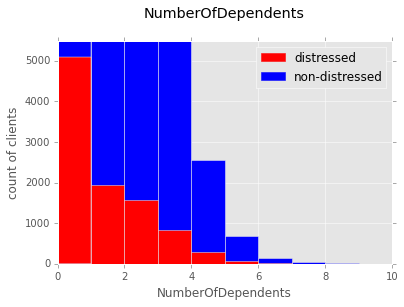 NumberOfDependents
5000
4000
3000
2000
1000
0
count of clients
distressed
non-distressed
0 2 4 6 8 10
NumberOfDependents